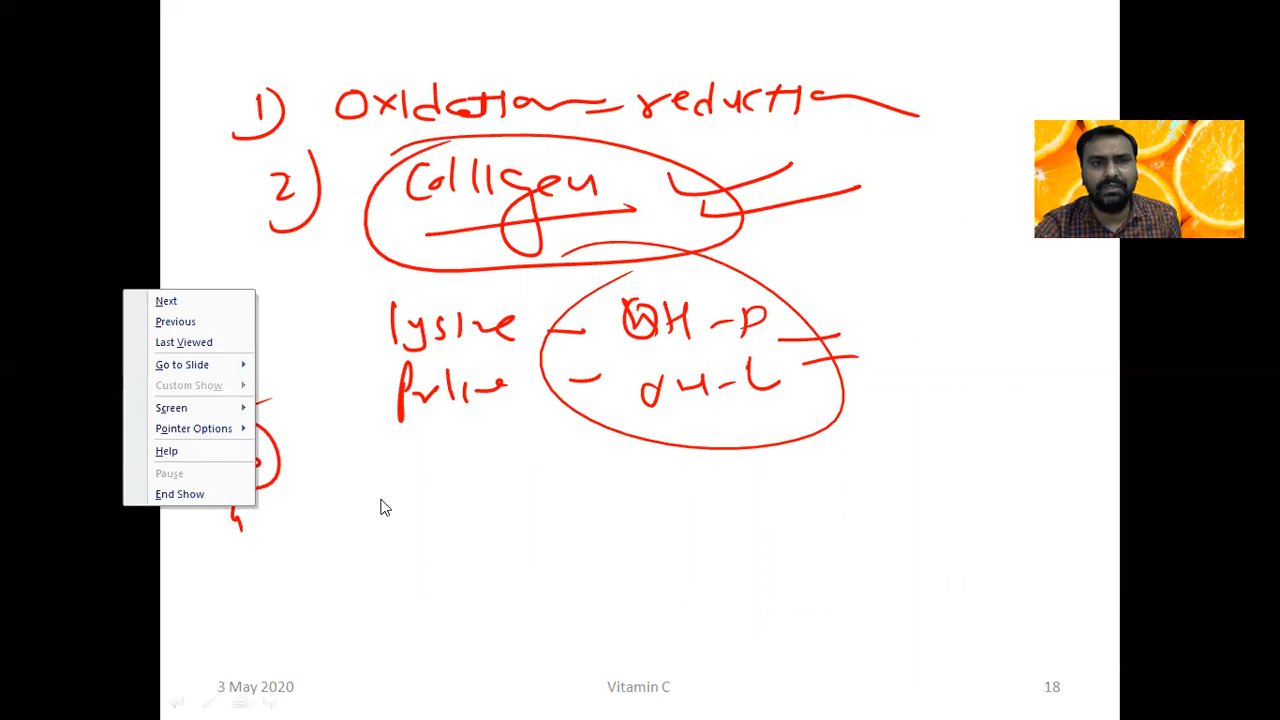 1) Oxidation - reduction
2) Colligen
lysine - OH - P
Proline - OH - L
Next
Previous
Last Viewed
Go to Slide
Custom Show
Screen
Pointer Options
Help
Pause
End Show
3 May 2020 Vitamin C 18